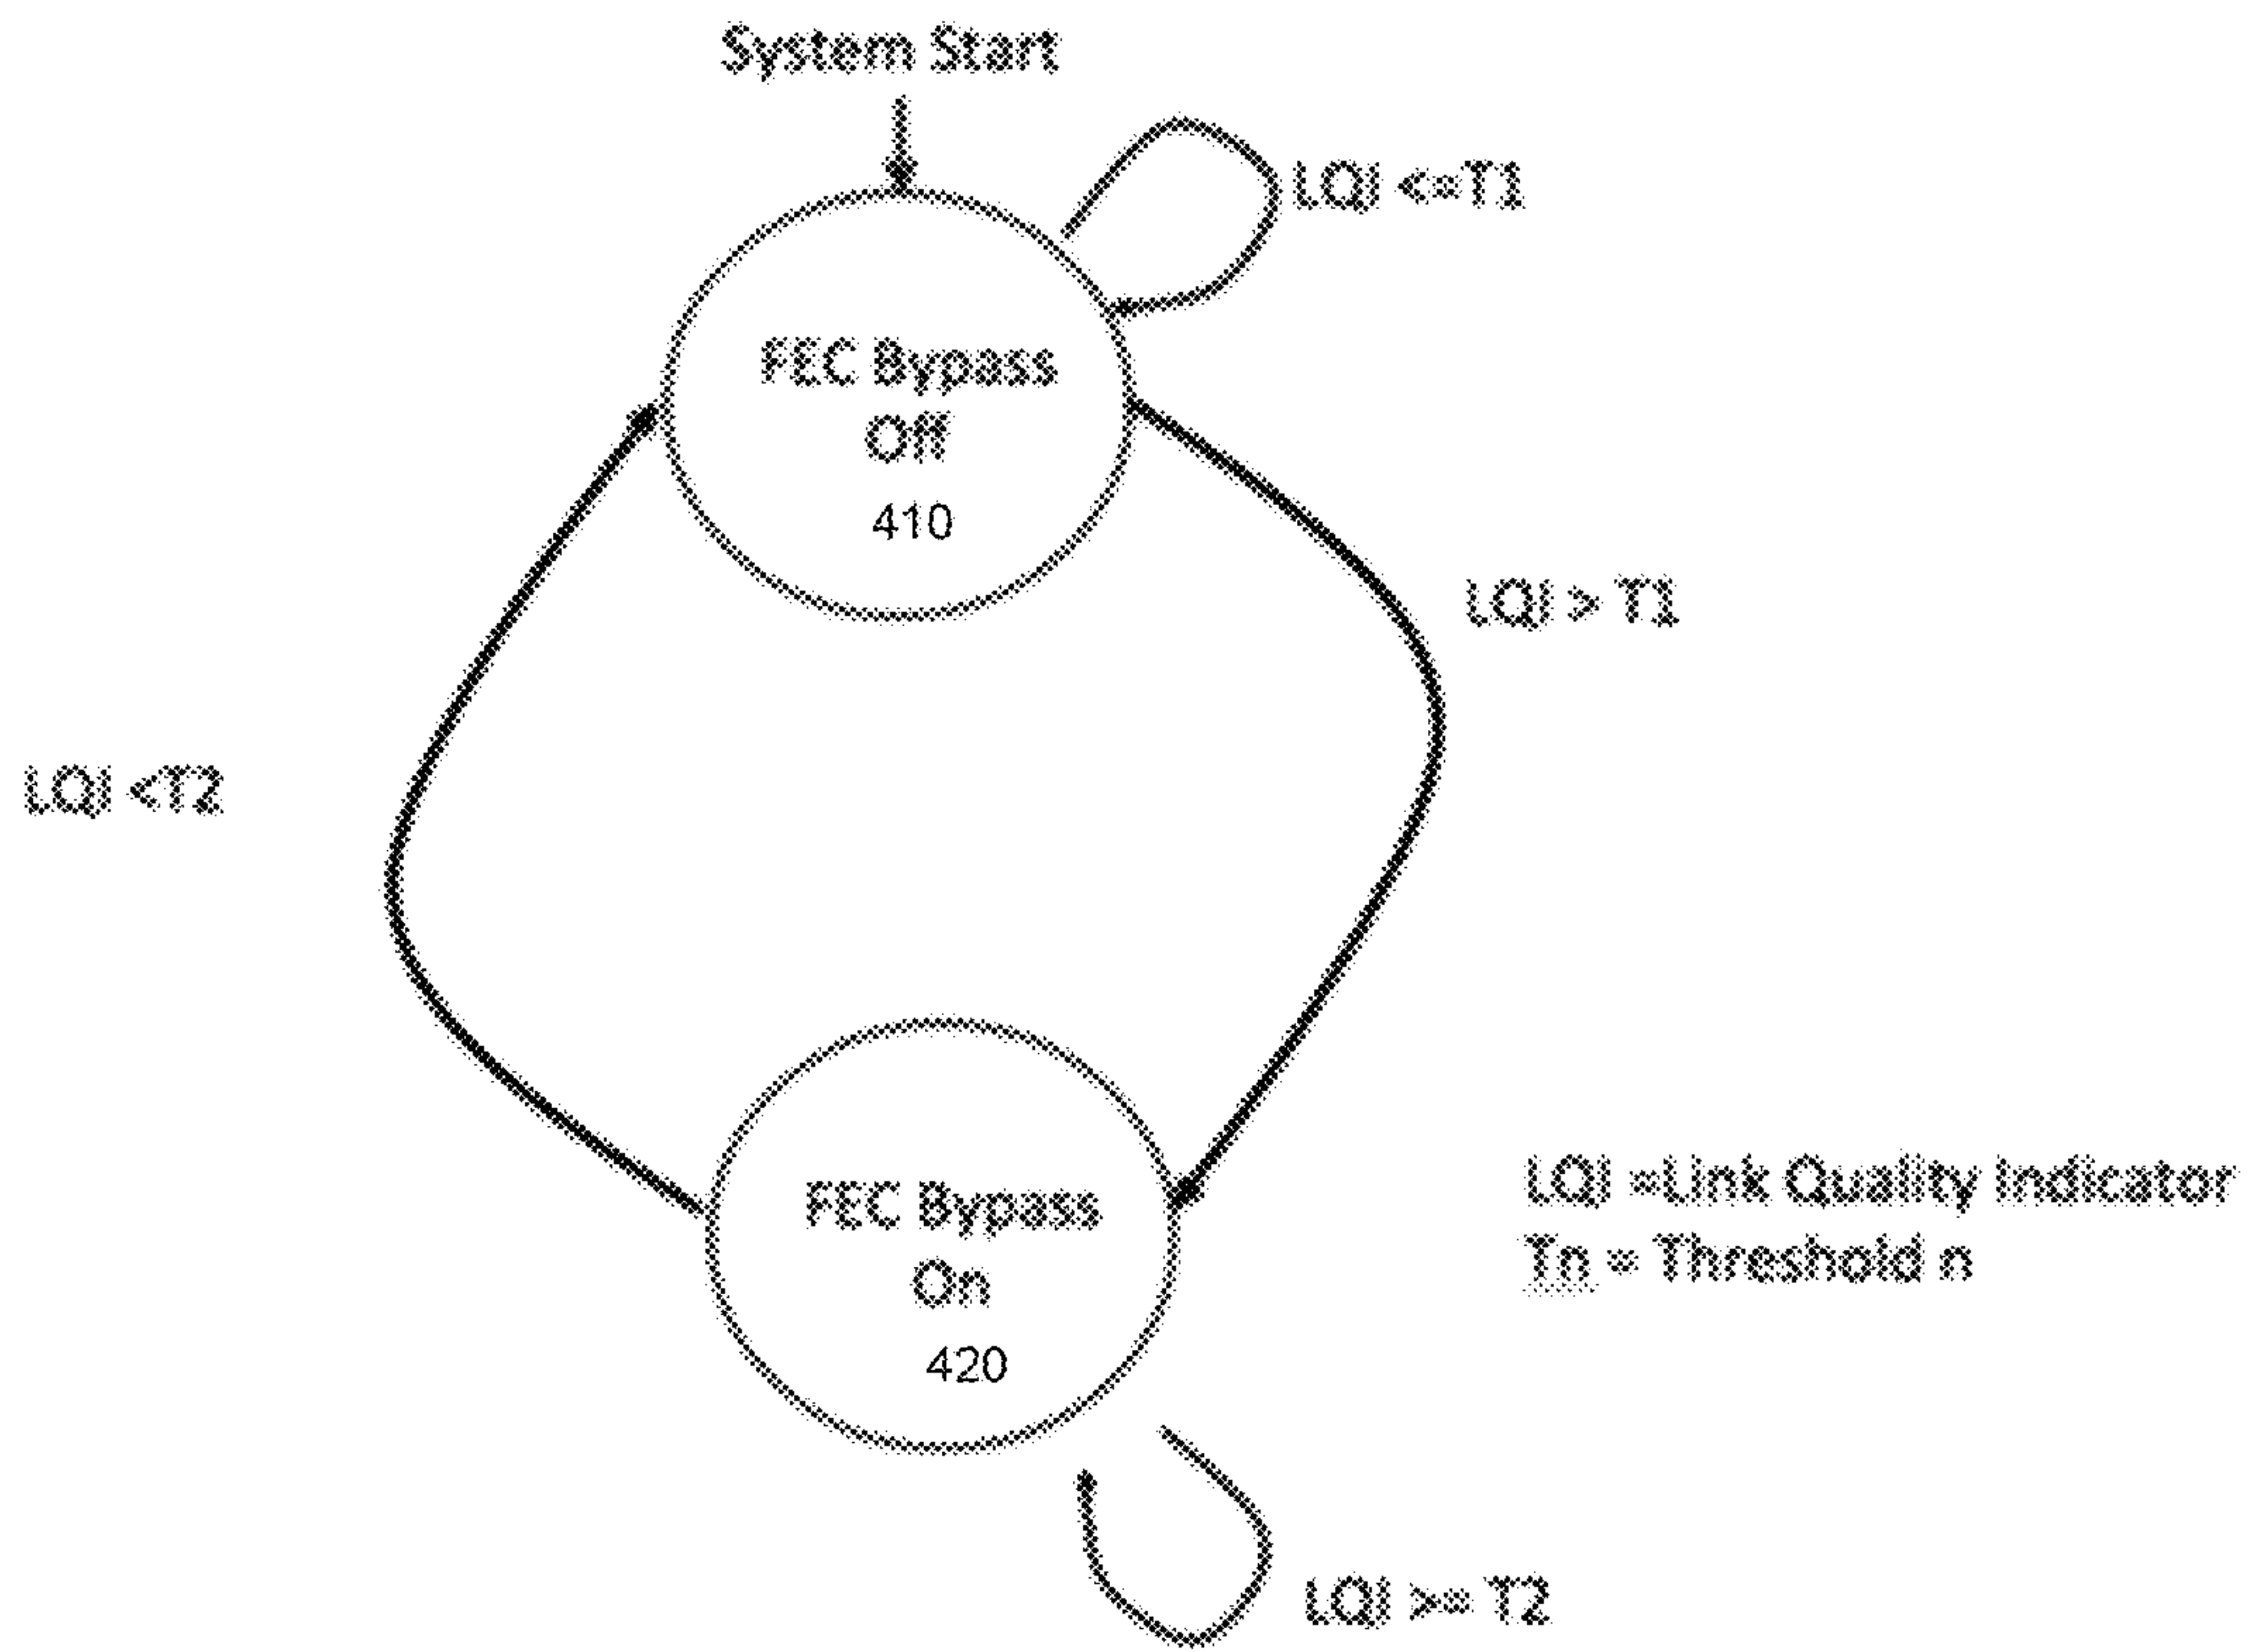 System Start
LQI <=T1
FEC Bypass
Off
410
LQI > T1
LQI <T2
FEC Bypass
On
420
LQI =Link Quality Indicator
Tn = Threshold n
LQI >= T2